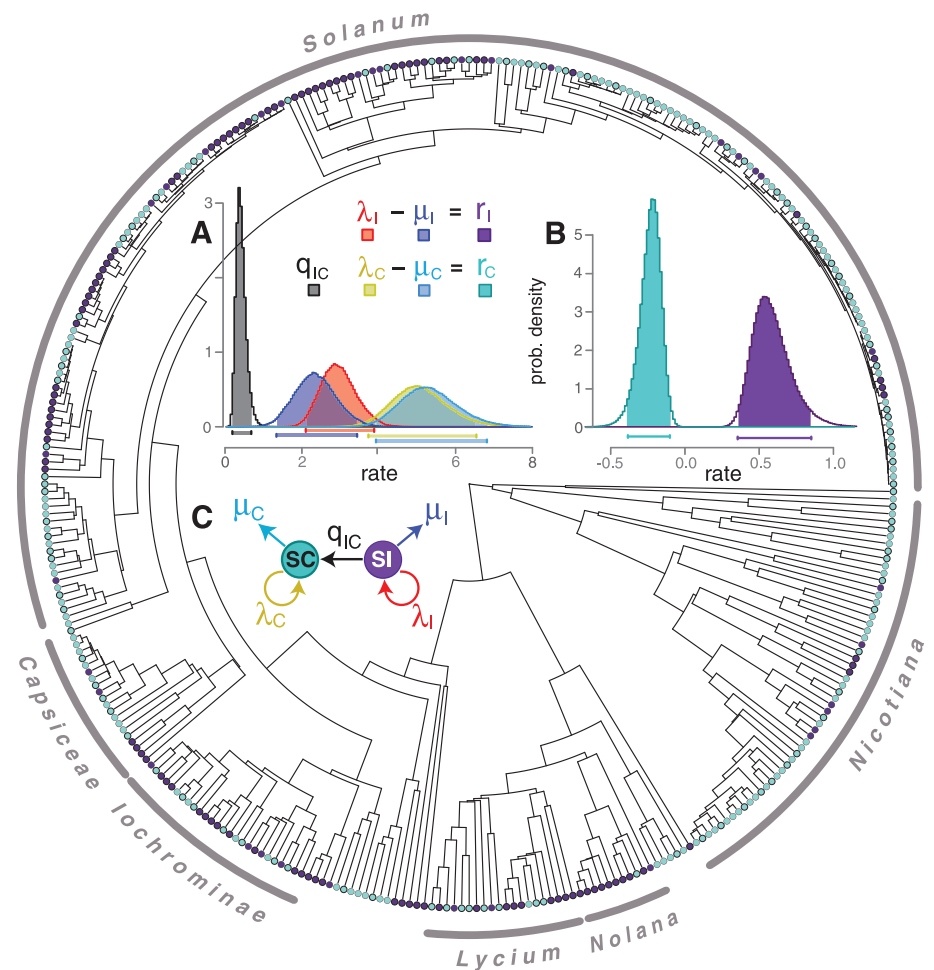 Solanum
A
λI − μI = rI
qIC
λC − μC = rC
3
1
0
0
2
4
6
8
rate
B
prob. density
5
4
3
2
1
0
-0.5
0.0
0.5
1.0
rate
C
μC
qIC
μI
SC
SI
λC
λI
Nicotiana
Capsiceae
Iochrominae
Lycium
Nolana